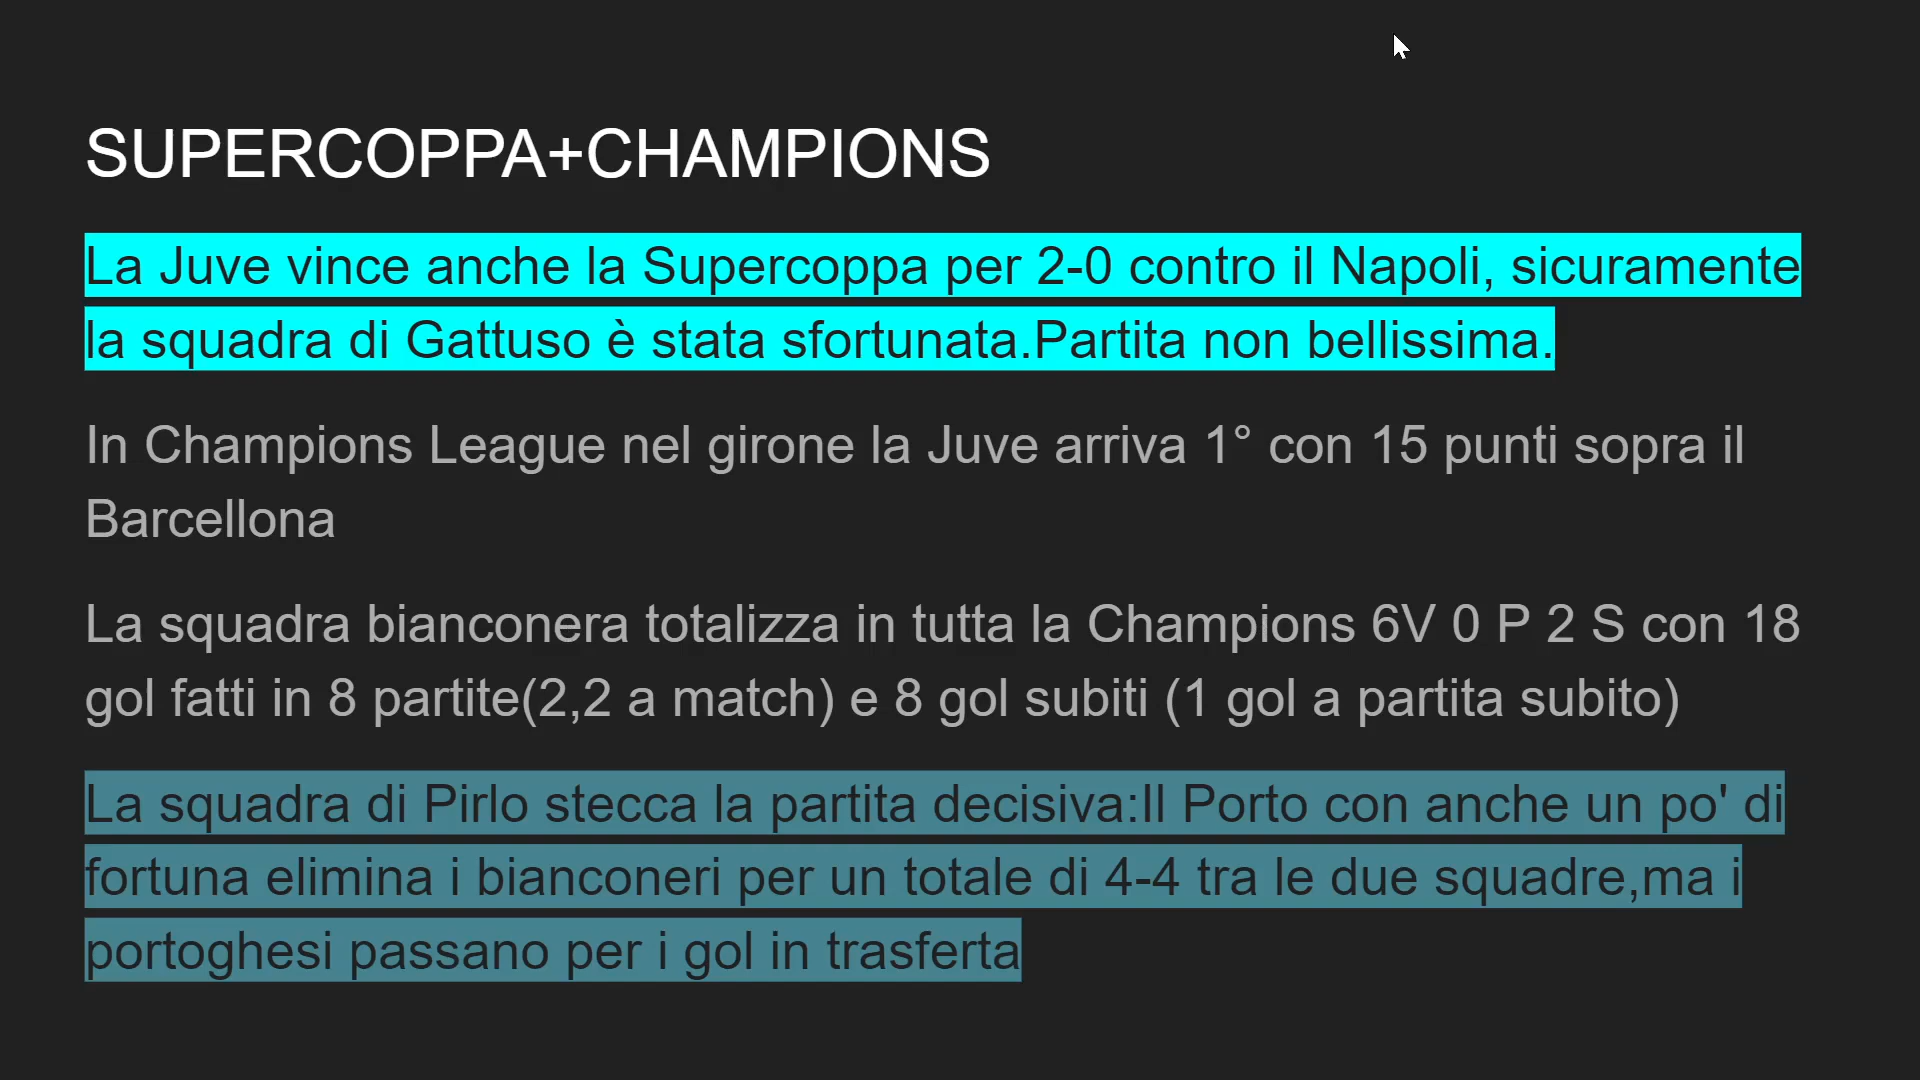 SUPERCOPPA+CHAMPIONS
La Juve vince anche la Supercoppa per 2-0 contro il Napoli, sicuramente
la squadra di Gattuso è stata sfortunata.Partita non bellissima.
In Champions League nel girone la Juve arriva 1° con 15 punti sopra il
Barcellona
La squadra bianconera totalizza in tutta la Champions 6V 0 P 2 S con 18
gol fatti in 8 partite(2,2 a match) e 8 gol subiti (1 gol a partita subito)
La squadra di Pirlo stecca la partita decisiva:Il Porto con anche un po' di
fortuna elimina i bianconeri per un totale di 4-4 tra le due squadre,ma i
portoghesi passano per i gol in trasferta